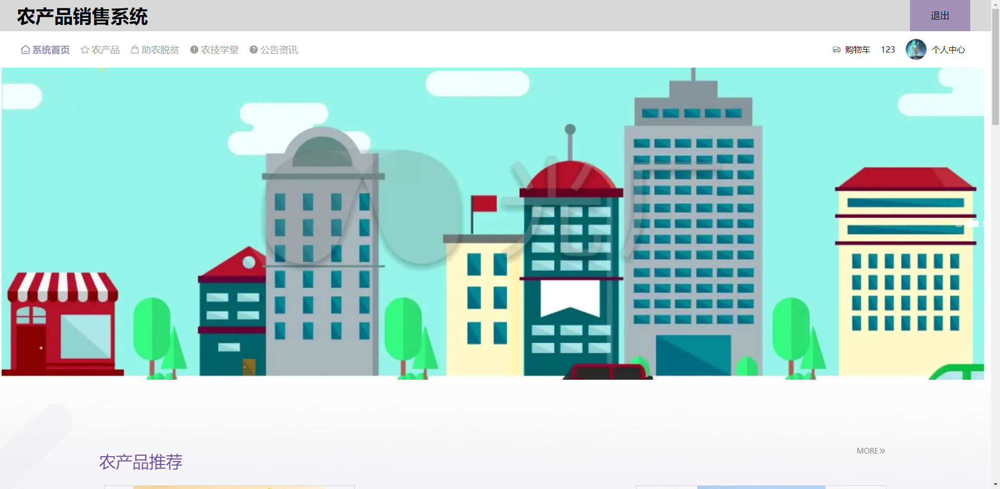 农产品销售系统
退出
系统首页 农产品 助农脱贫 农技学堂 公告资讯
购物车 123 个人中心
光厂
农产品推荐
MORE